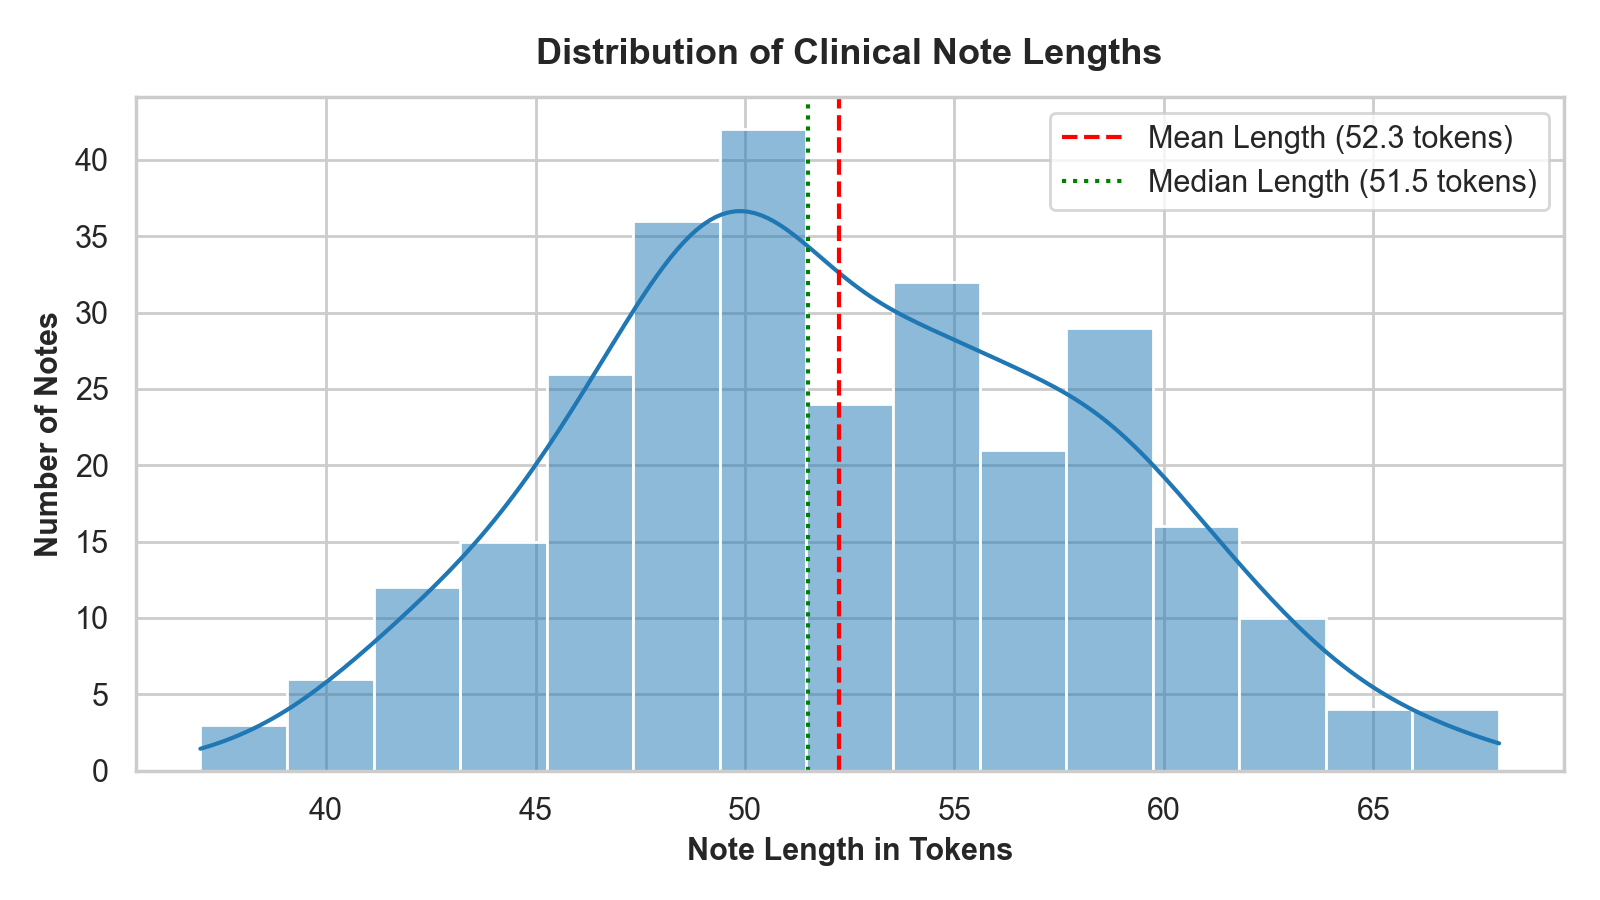 Distribution of Clinical Note Lengths
Mean Length (52.3 tokens)
Median Length (51.5 tokens)
Number of Notes
40
35
30
25
20
15
10
5
0
40 45 50 55 60 65
Note Length in Tokens